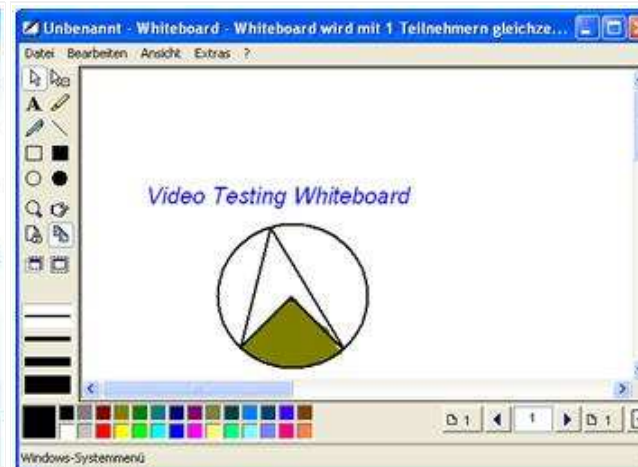 Unbenannt - Whiteboard - Whiteboard wird mit 1 Teilnehmern gleichze...
Datei Bearbeiten Ansicht Extras ?
A
Video Testing Whiteboard
1 1 1
Windows-Systemmenü